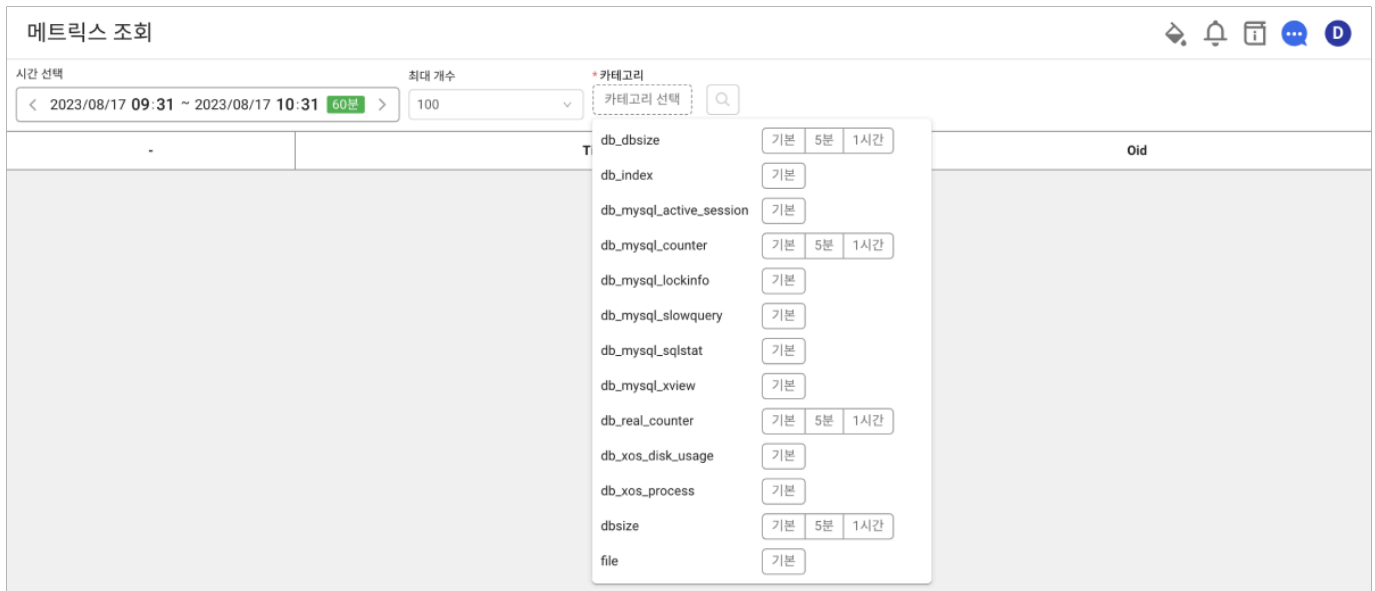 메트릭스 조회
D
시간 선택
최대 개수
*카테고리
< 2023/08/17 09:31 ~ 2023/08/17 10:31 60분 >
100
카테고리 선택
-
Oid
db_dbsize 기본 5분 1시간
db_index 기본
db_mysql_active_session 기본
db_mysql_counter 기본 5분 1시간
db_mysql_lockinfo 기본
db_mysql_slowquery 기본
db_mysql_sqlstat 기본
db_mysql_xview 기본
db_real_counter 기본 5분 1시간
db_xos_disk_usage 기본
db_xos_process 기본
dbsize 기본 5분 1시간
file 기본